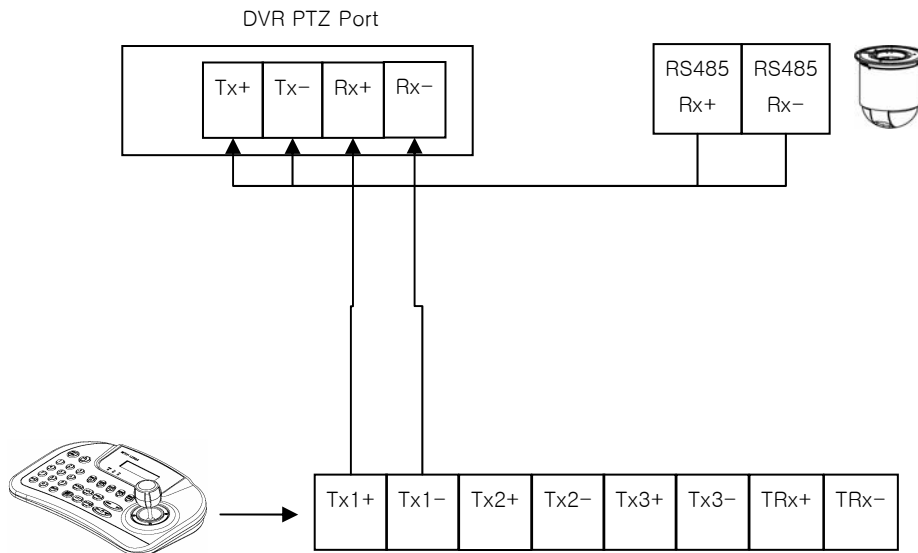 DVR PTZ Port
Tx+ Tx- Rx+ Rx-
RS485 RS485
Rx+ Rx-
Tx1+ Tx1- Tx2+ Tx2- Tx3+ Tx3- TRx+ TRx-